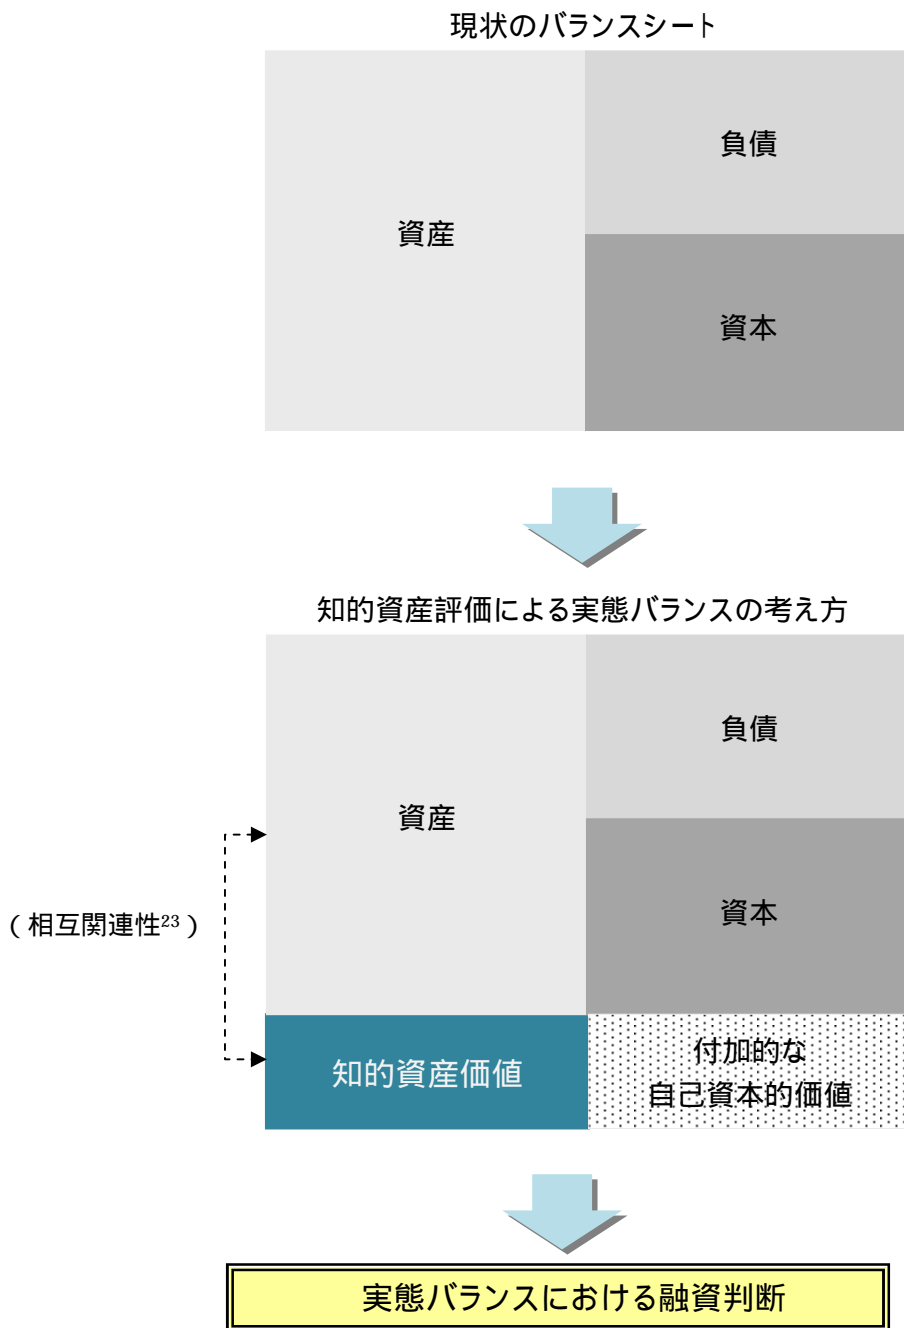 現状のバランスシート
資産
負債
資本
知的資産評価による実態バランスの考え方
資産
負債
資本
(相互関連性²³)
知的資産価値
付加的な
自己資本的価値
実態バランスにおける融資判断